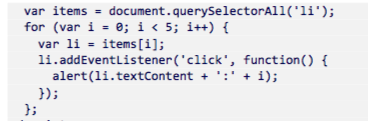 var items = document.querySelectorAll('li');
for (var i = 0; i < 5; i++) {
  var li = items[i];
  li.addEventListener('click', function() {
    alert(li.textContent + ':' + i);
  });
};